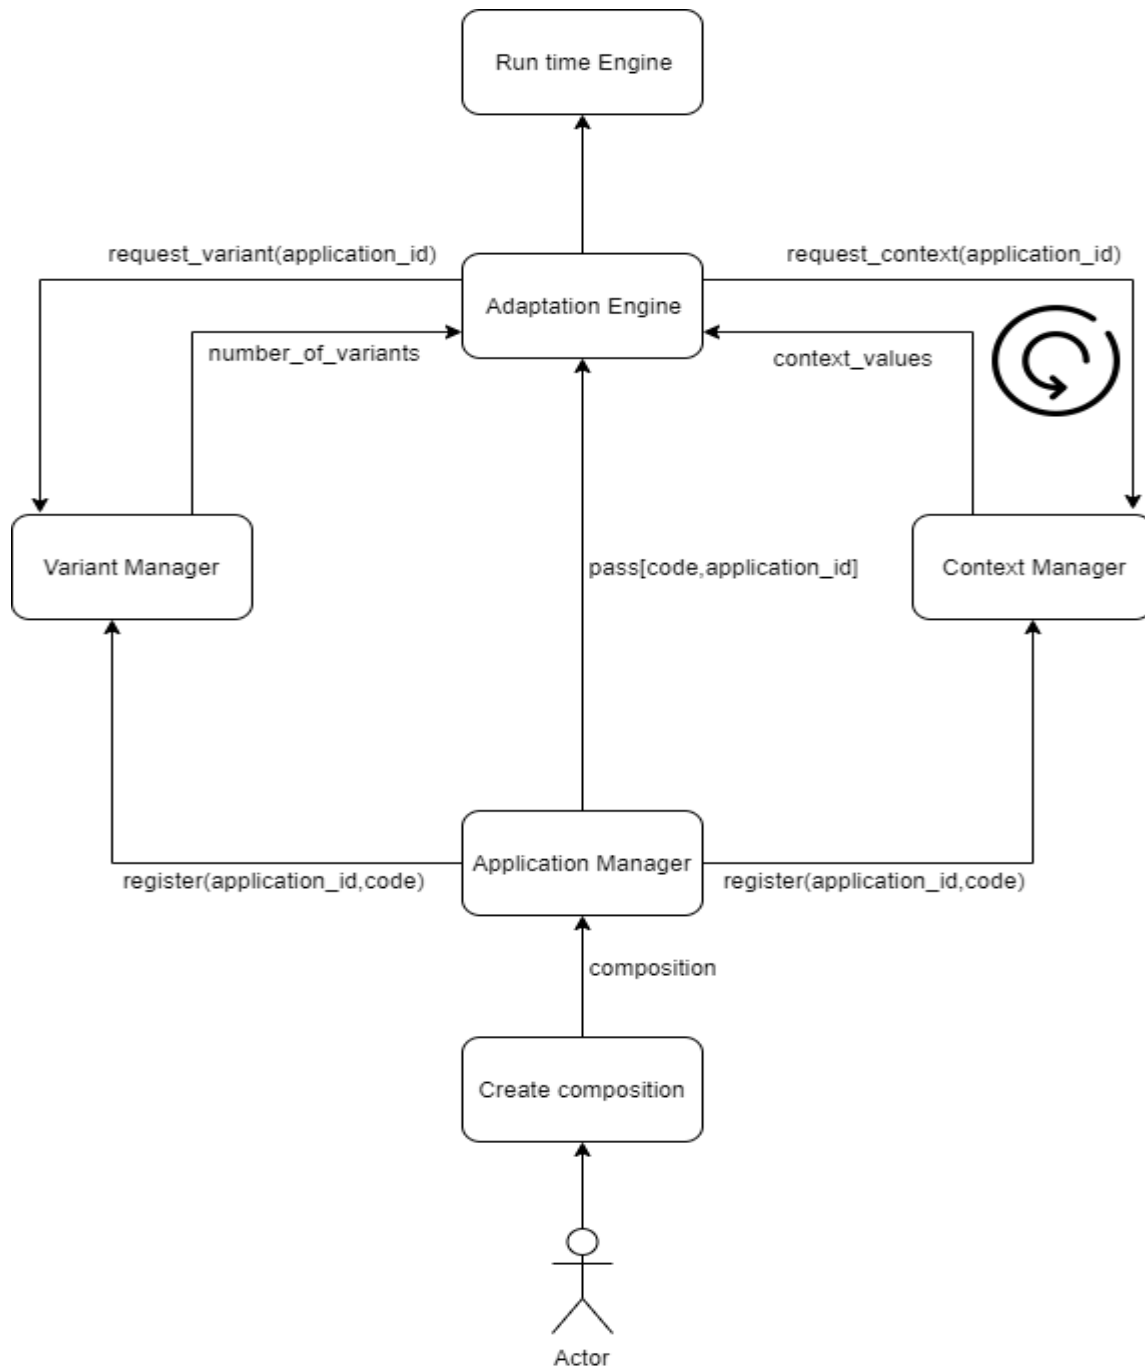 Run time Engine
request_variant(application_id)
request_context(application_id)
Adaptation Engine
number_of_variants
context_values
Variant Manager
pass[code,application_id]
Context Manager
Application Manager
register(application_id,code)
register(application_id,code)
composition
Create composition
Actor